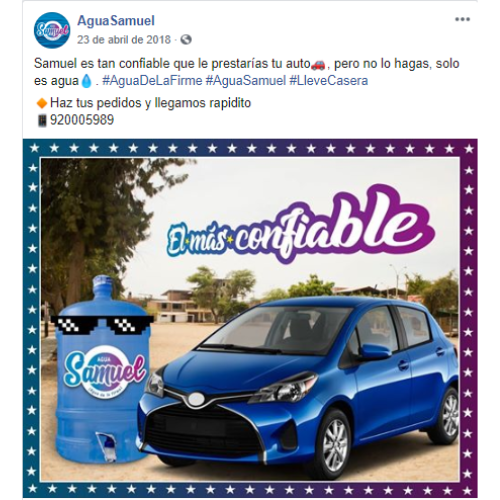 AguaSamuel
23 de abril de 2018 ·
Samuel es tan confiable que le prestarías tu auto🚗, pero no lo hagas, solo
es agua💧. #AguaDeLaFirme #AguaSamuel #LleveCasera
🔸Haz tus pedidos y llegamos rapidito
📱920005989
El más confiable
AGUA
Samuel